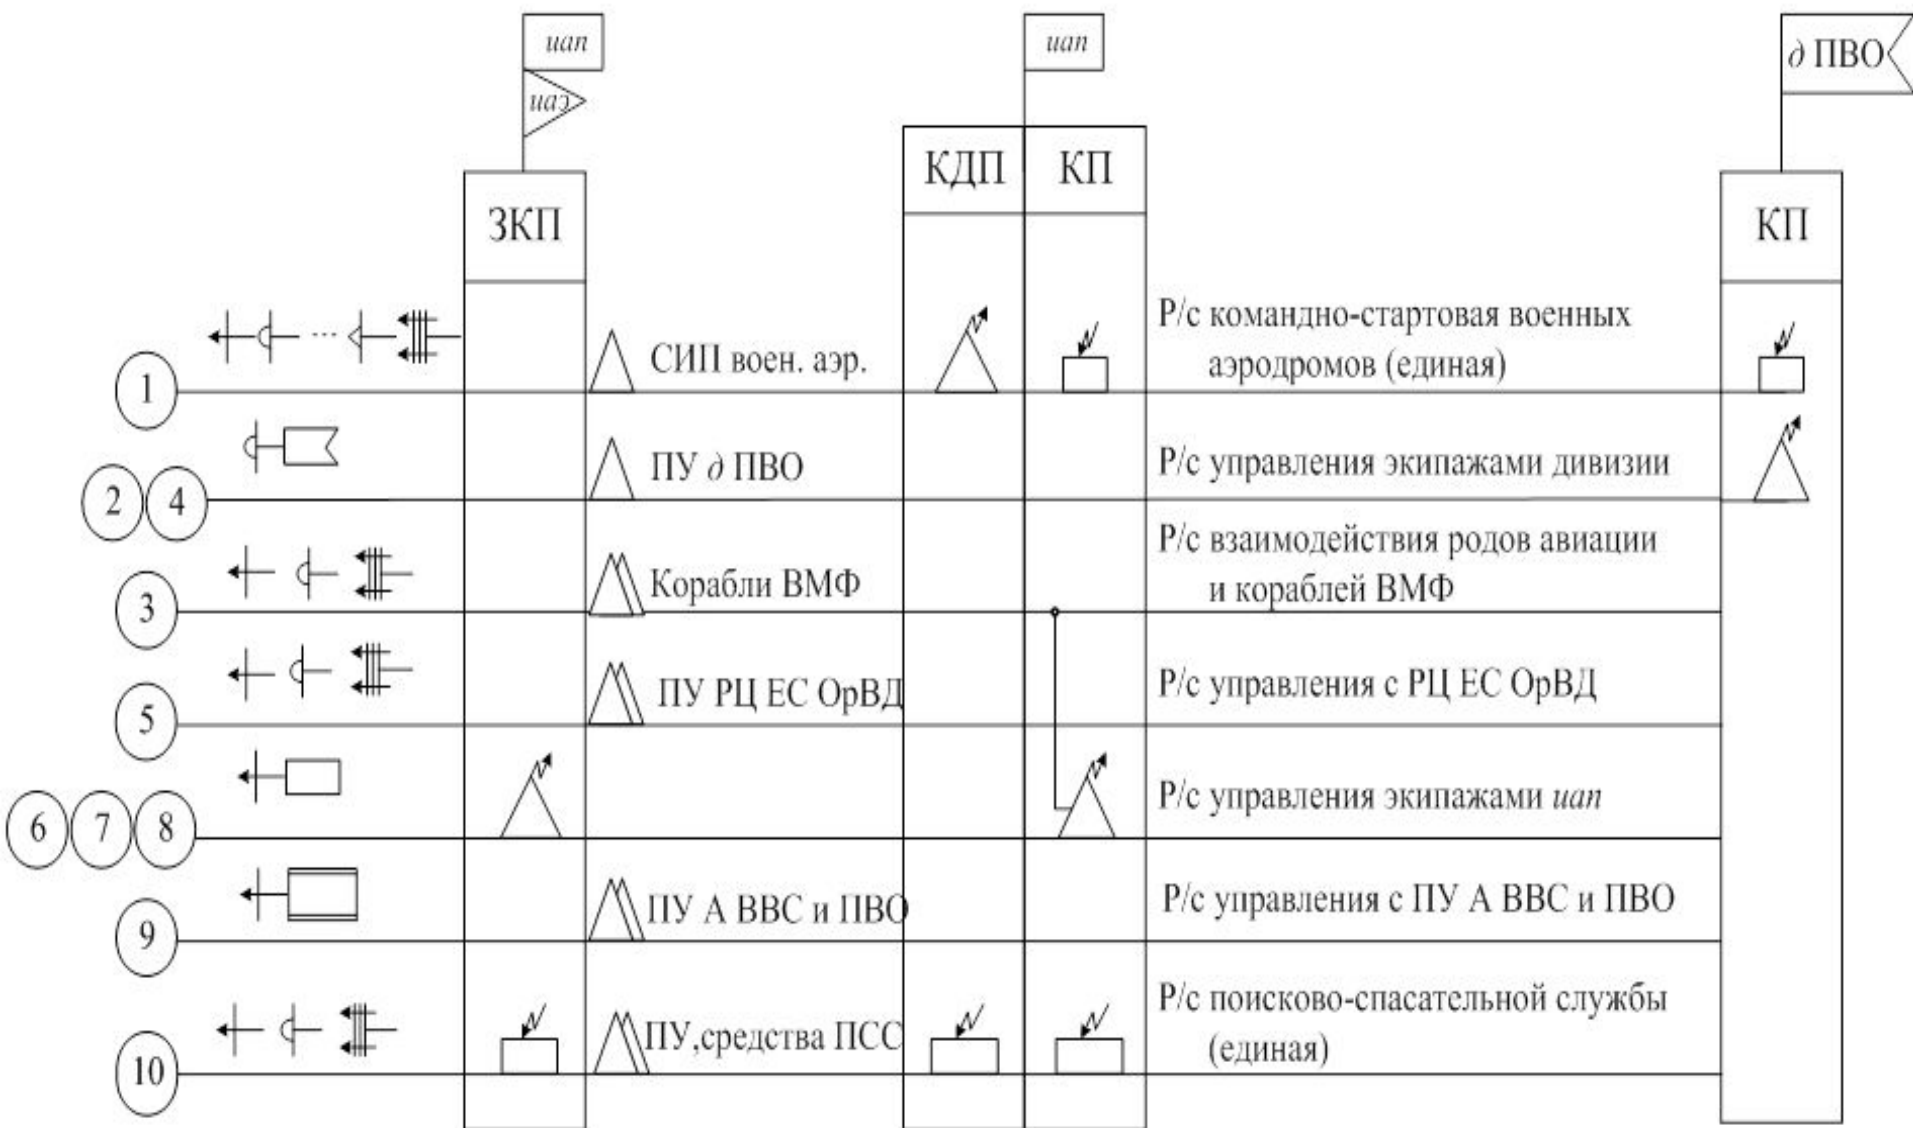 иап
иап
д ПВО
иаэ
КДП
КП
ЗКП
КП
Р/с командно-стартовая военных
аэродромов (единая)
СИП воен. аэр.
1
ПУ д ПВО
Р/с управления экипажами дивизии
2
4
Р/с взаимодействия родов авиации
и кораблей ВМФ
Корабли ВМФ
3
ПУ РЦ ЕС ОрВД
Р/с управления с РЦ ЕС ОрВД
5
Р/с управления экипажами иап
6
7
8
ПУ А ВВС и ПВО
Р/с управления с ПУ А ВВС и ПВО
9
Р/с поисково-спасательной службы
(единая)
ПУ,средства ПСС
10